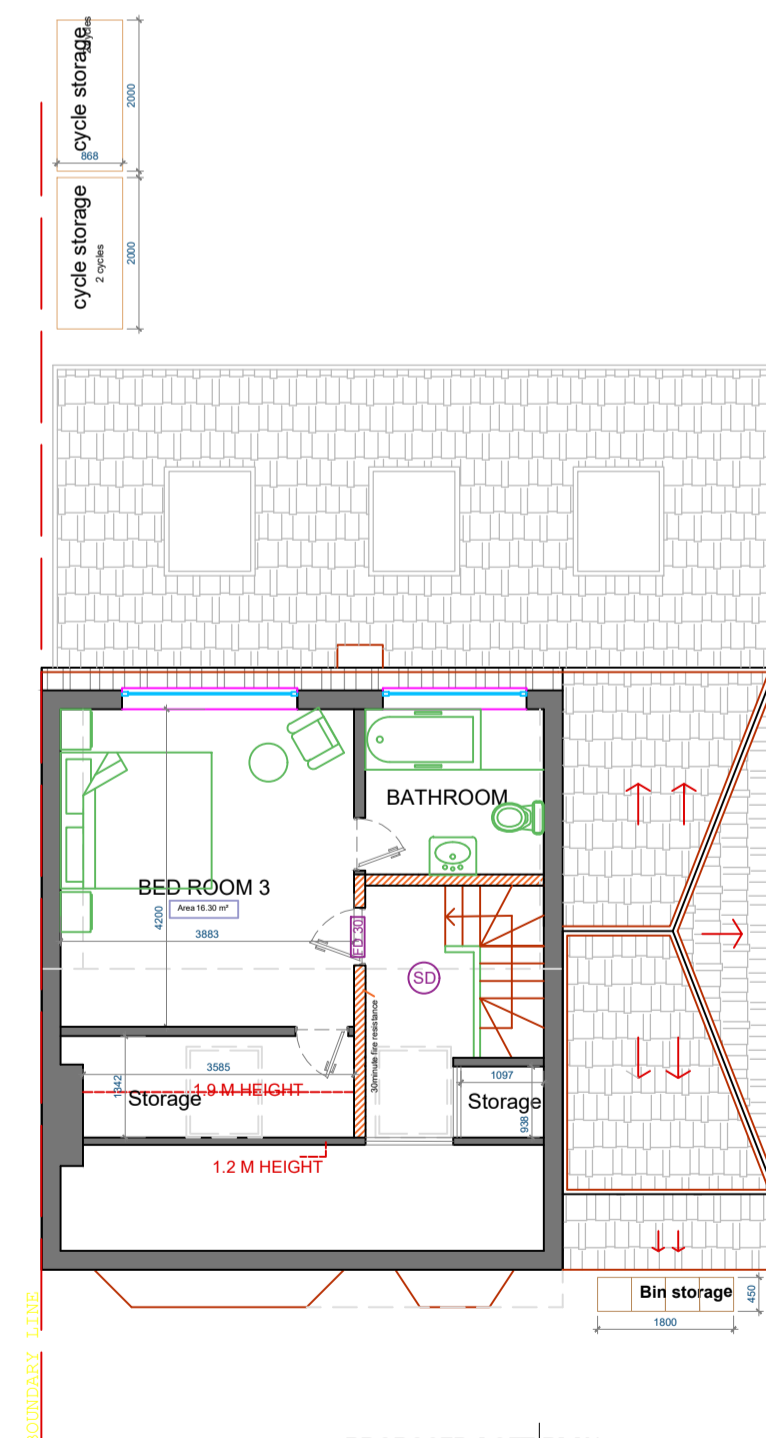 cycle storage
2 cycles
2000
868
cycle storage
2 cycles
2000
BATHROOM
BED ROOM 3
Area 16.30 m²
4200
3883
FD 30
SD
30minute fire resistance
3585
1342
1.9 M HEIGHT
Storage
1097
Storage
938
1.2 M HEIGHT
Bin storage
450
1800
BOUNDARY LINE